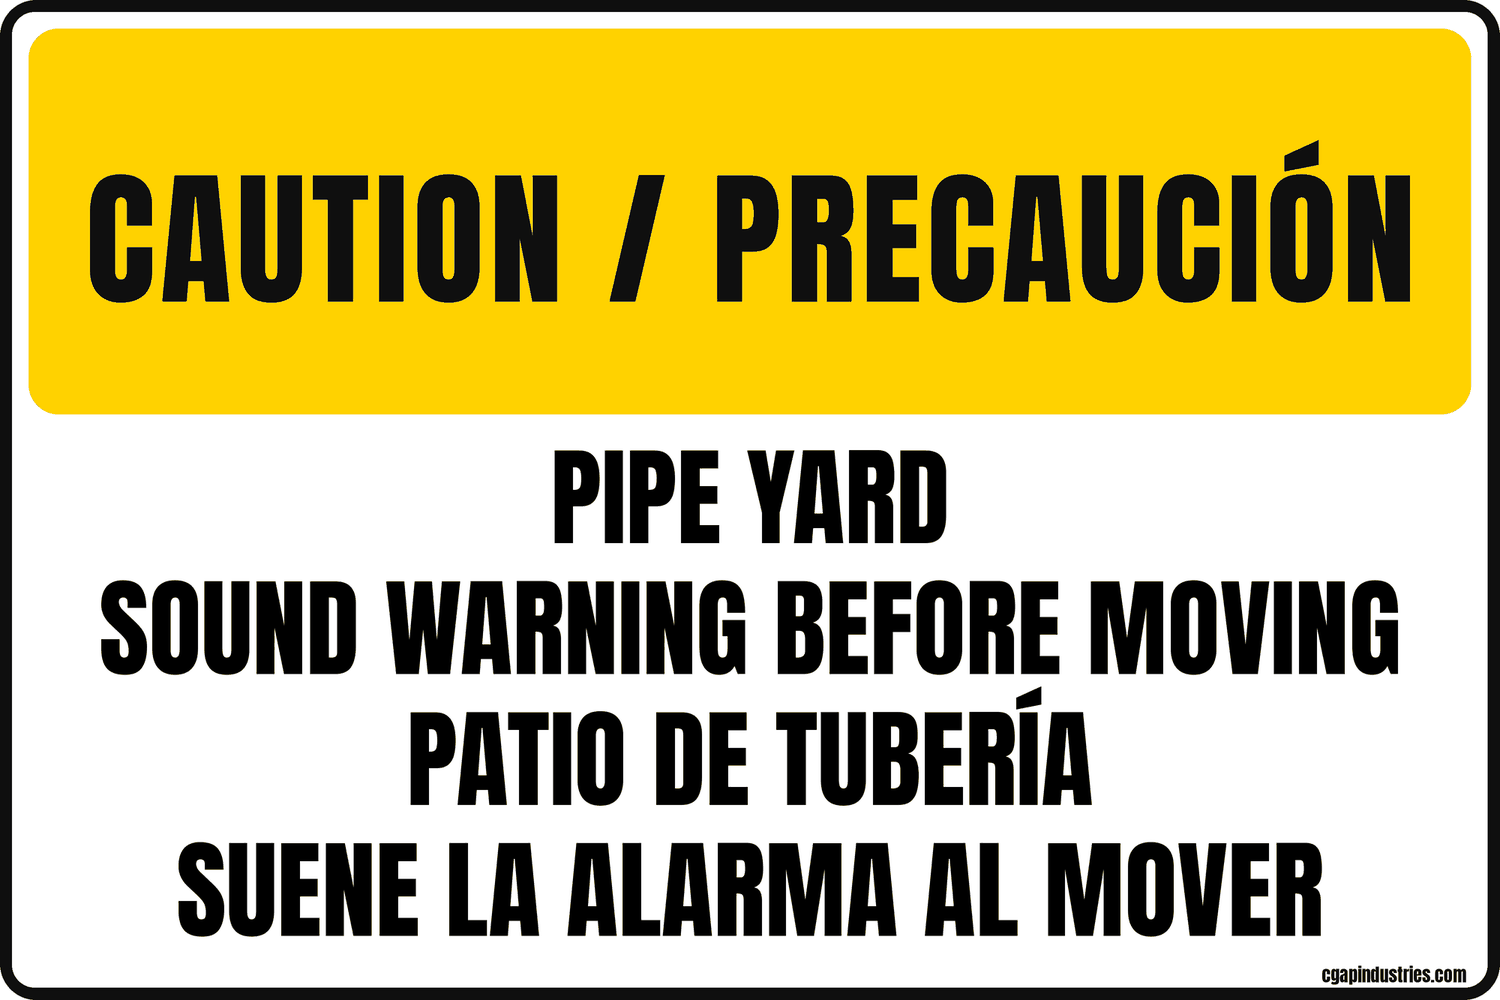 CAUTION / PRECAUCIÓN
PIPE YARD
SOUND WARNING BEFORE MOVING
PATIO DE TUBERÍA
SUENE LA ALARMA AL MOVER
cgapindustries.com